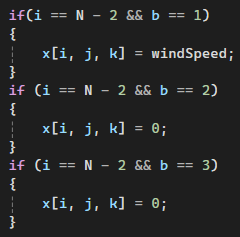 if(i == N - 2 && b == 1)
{
    x[i, j, k] = windSpeed;
}
if (i == N - 2 && b == 2)
{
    x[i, j, k] = 0;
}
if (i == N - 2 && b == 3)
{
    x[i, j, k] = 0;
}